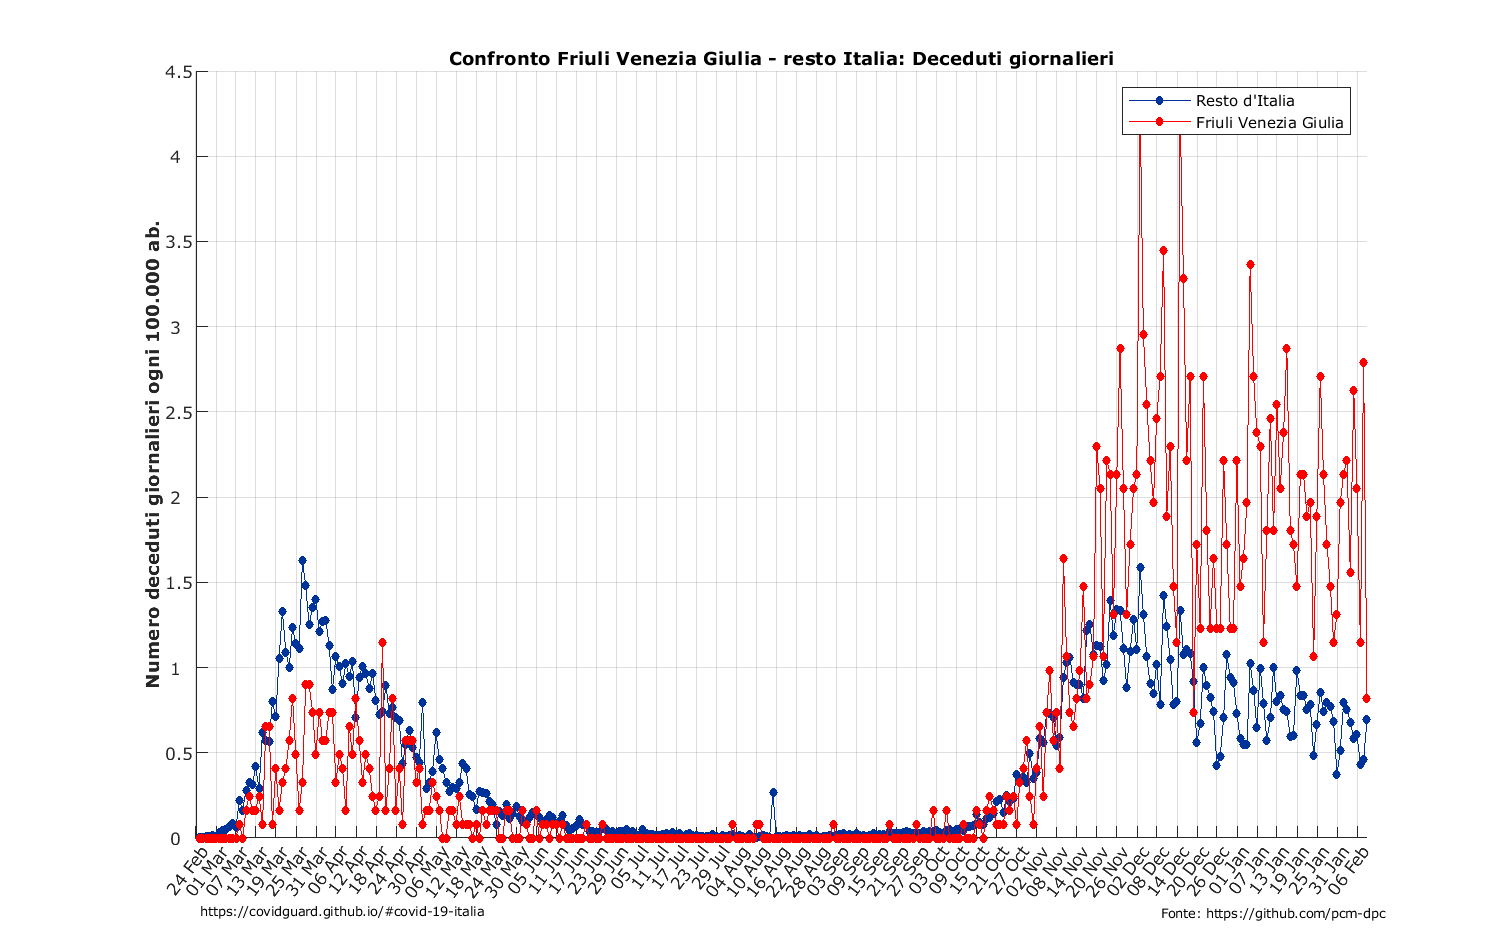 Confronto Friuli Venezia Giulia - resto Italia: Deceduti giornalieri
Resto d'Italia
Friuli Venezia Giulia
Numero deceduti giornalieri ogni 100.000 ab.
4.5
4
3.5
3
2.5
2
1.5
1
0.5
0
24 Feb
01 Mar
07 Mar
13 Mar
19 Mar
25 Mar
31 Mar
06 Apr
12 Apr
18 Apr
24 Apr
30 Apr
06 May
12 May
18 May
24 May
30 May
05 Jun
11 Jun
17 Jun
23 Jun
29 Jun
05 Jul
11 Jul
17 Jul
23 Jul
29 Jul
04 Aug
10 Aug
16 Aug
22 Aug
28 Aug
03 Sep
09 Sep
15 Sep
21 Sep
27 Sep
03 Oct
09 Oct
15 Oct
21 Oct
27 Oct
02 Nov
08 Nov
14 Nov
20 Nov
26 Nov
02 Dec
08 Dec
14 Dec
20 Dec
26 Dec
01 Jan
07 Jan
13 Jan
19 Jan
25 Jan
31 Jan
06 Feb
https://covidguard.github.io/#covid-19-italia
Fonte: https://github.com/pcm-dpc